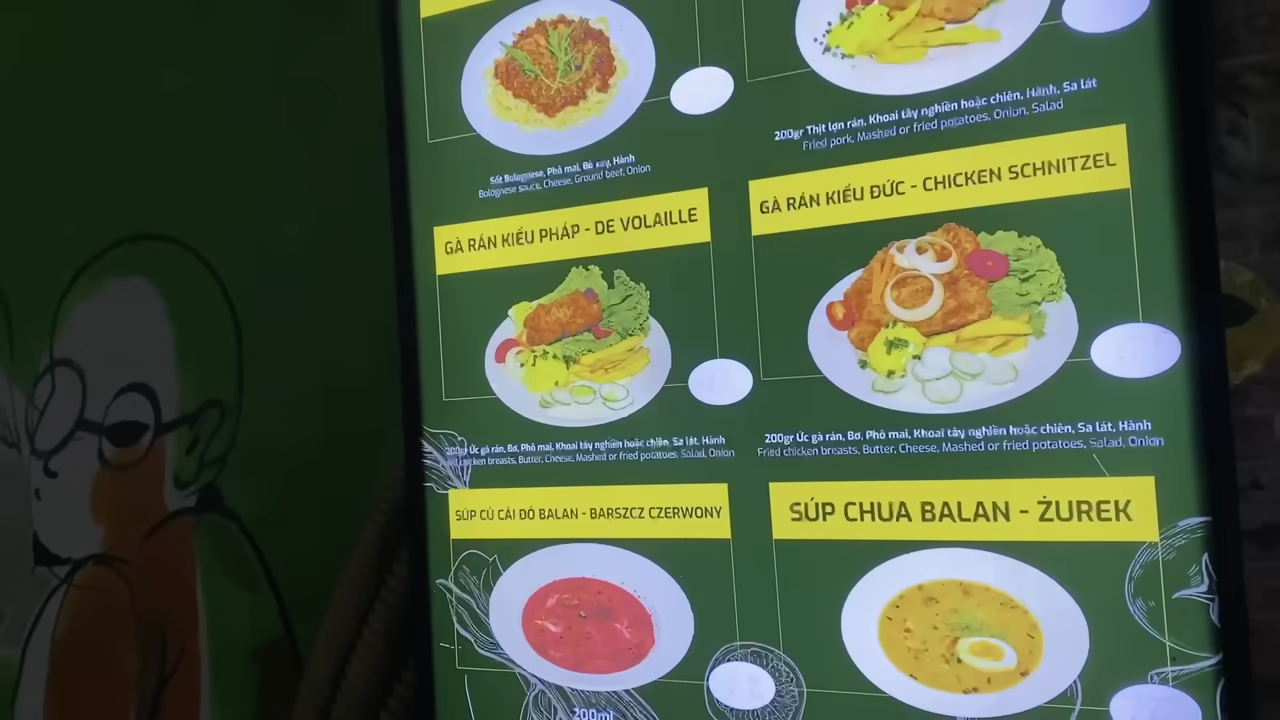 Sốt Bolognese, Phô mai, Bò xay, Hành
Bolognese sauce, Cheese, Ground beef, Onion
200gr Thịt lợn rán, Khoai tây nghiền hoặc chiên, Hành, Sa lát
Fried pork, Mashed or fried potatoes, Onion, Salad
GÀ RÁN KIỂU PHÁP - DE VOLAILLE
200gr Ức gà rán, Bơ, Phô mai, Khoai tây nghiền hoặc chiên, Sa lát, Hành
Fried chicken breasts, Butter, Cheese, Mashed or fried potatoes, Salad, Onion
GÀ RÁN KIỂU ĐỨC - CHICKEN SCHNITZEL
200gr Ức gà rán, Bơ, Phô mai, Khoai tây nghiền hoặc chiên, Sa lát, Hành
Fried chicken breasts, Butter, Cheese, Mashed or fried potatoes, Salad, Onion
SÚP CỦ CẢI ĐỎ BALAN - BARSZCZ CZERWONY
200ml
SÚP CHUA BALAN - ŻUREK